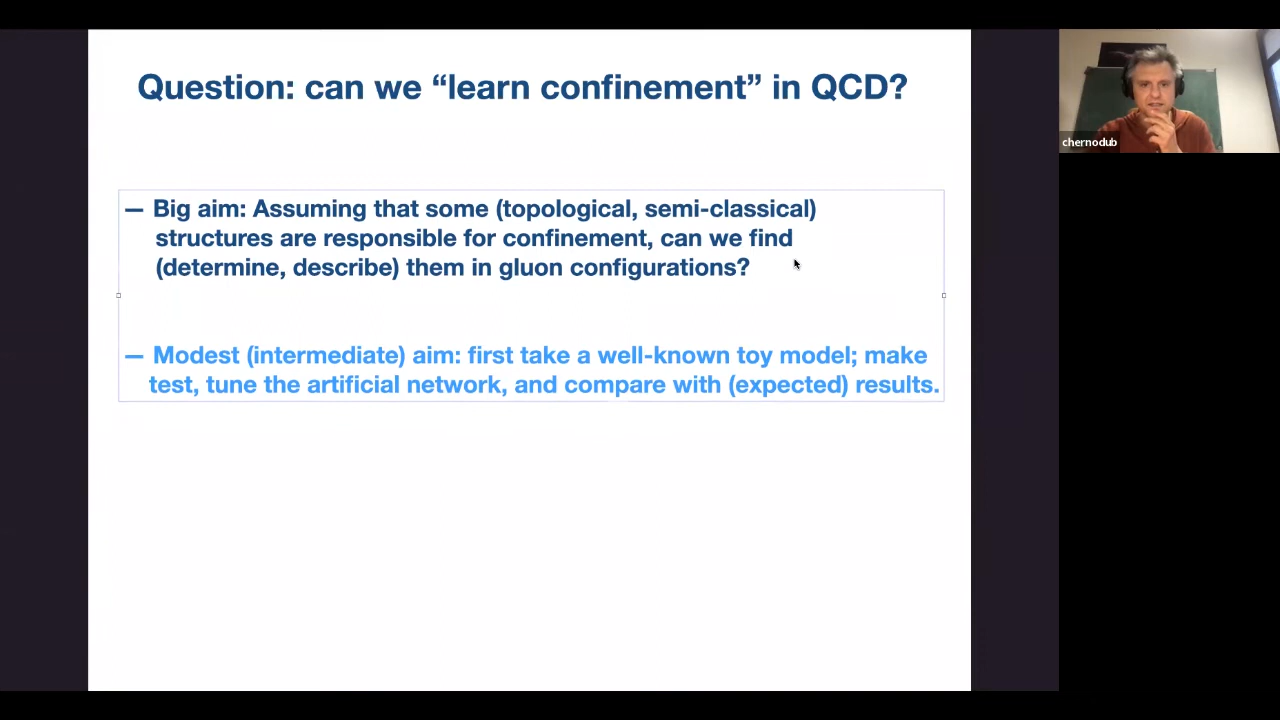 Question: can we “learn confinement” in QCD?
— Big aim: Assuming that some (topological, semi-classical)
structures are responsible for confinement, can we find
(determine, describe) them in gluon configurations?
— Modest (intermediate) aim: first take a well-known toy model; make
test, tune the artificial network, and compare with (expected) results.
chernodub